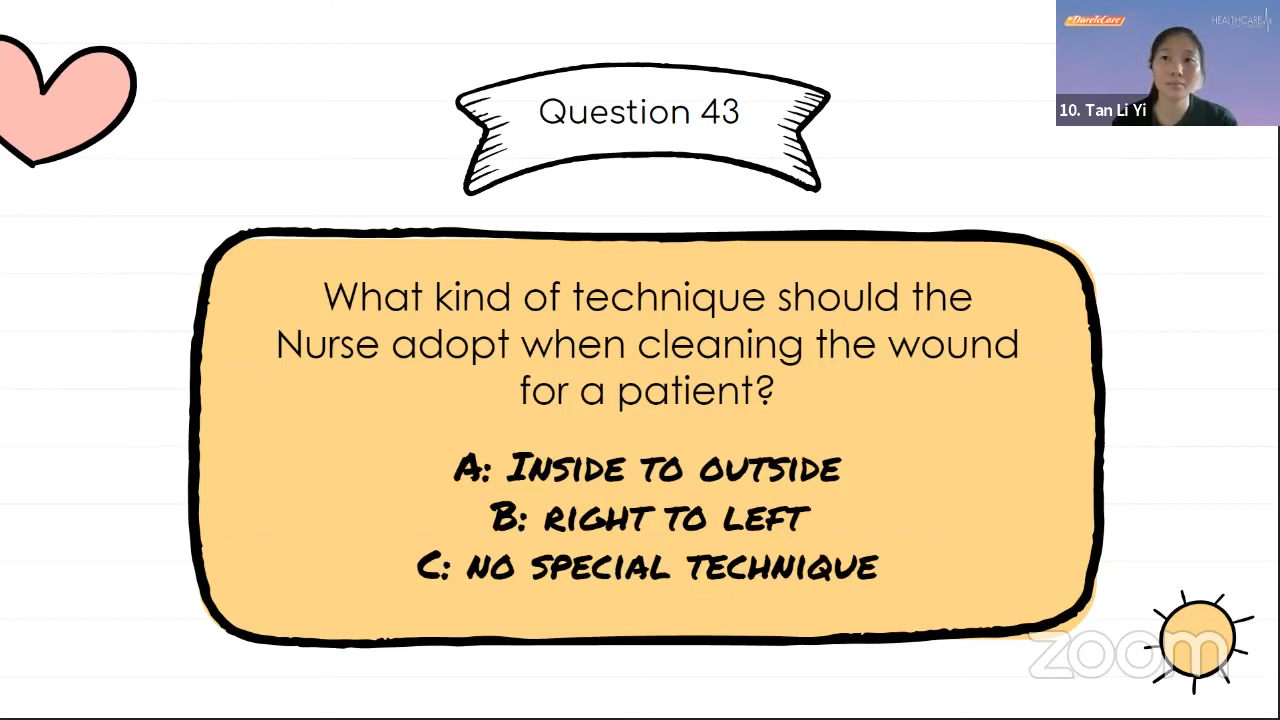 #DareToCare
HEALTHCARE
10. Tan Li Yi
Question 43
What kind of technique should the
Nurse adopt when cleaning the wound
for a patient?
A: Inside to outside
B: right to left
C: no special technique
zoom